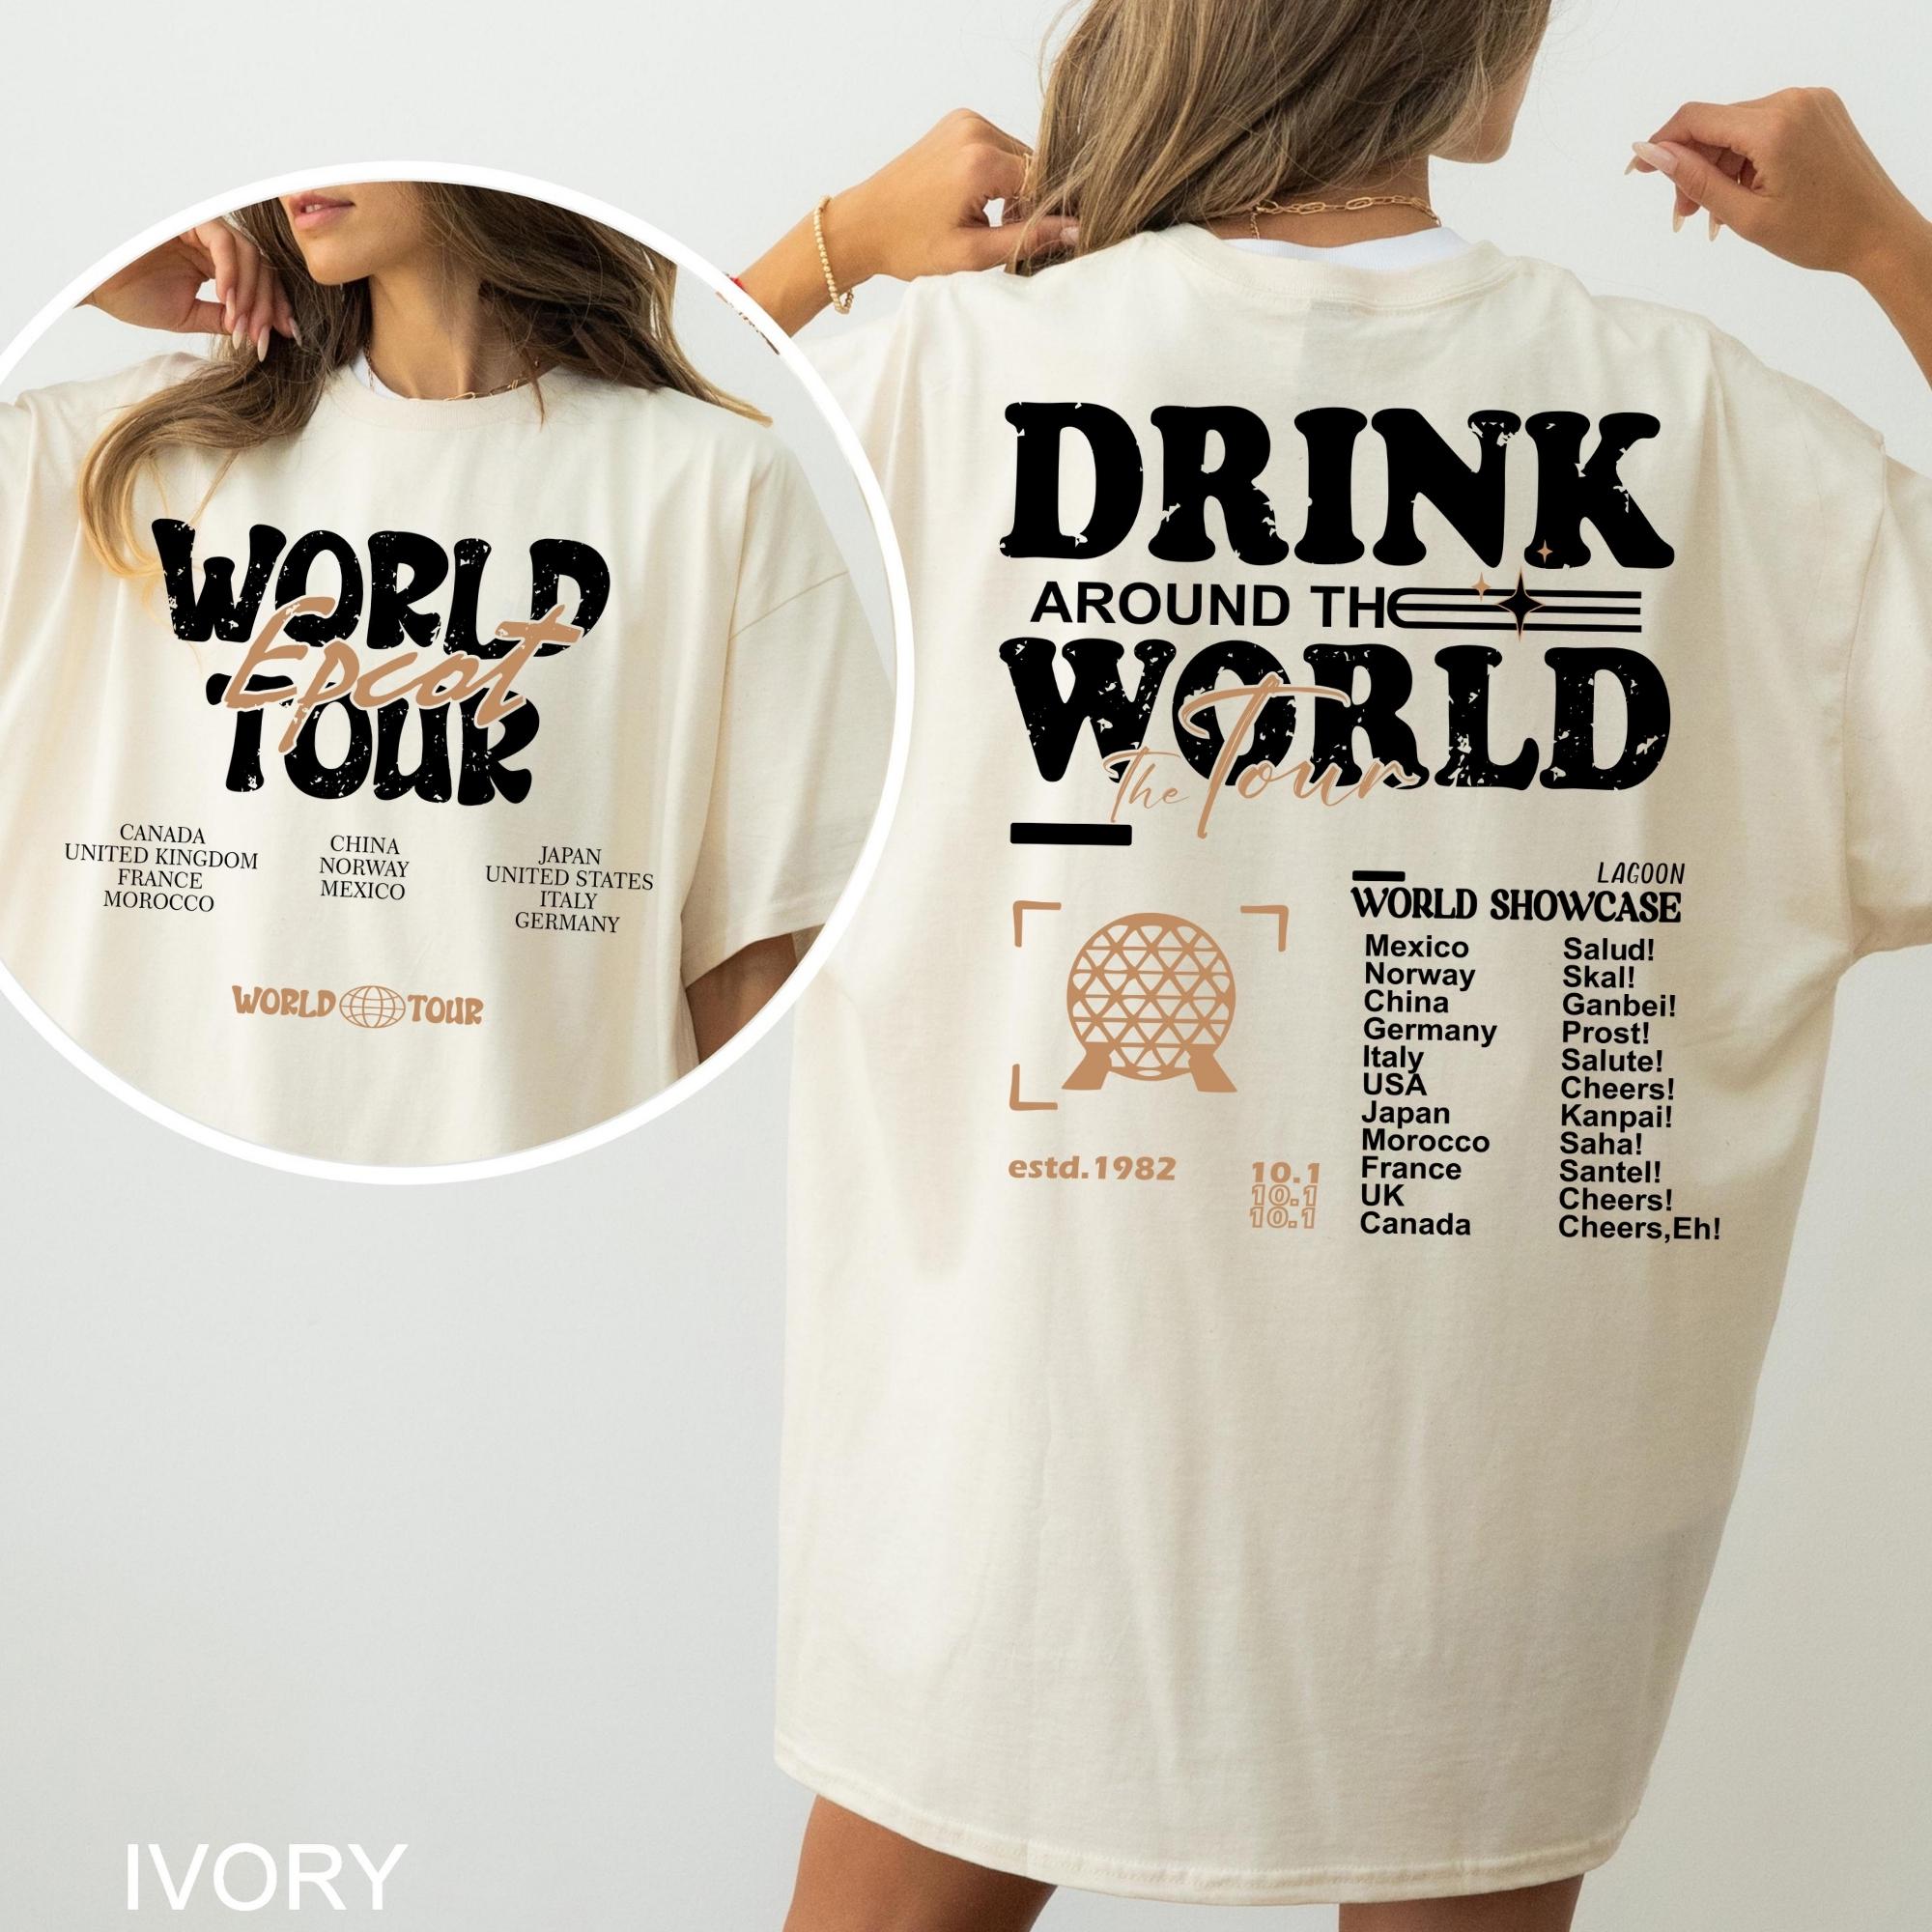 WORLD
Epcot
TOUR
CANADA
UNITED KINGDOM
FRANCE
MOROCCO
CHINA
NORWAY
MEXICO
JAPAN
UNITED STATES
ITALY
GERMANY
WORLD TOUR
DRINK
AROUND THE
WORLD
The Tour
LAGOON
WORLD SHOWCASE
Mexico Salud!
Norway Skal!
China Ganbei!
Germany Prost!
Italy Salute!
USA Cheers!
Japan Kanpai!
Morocco Saha!
France Santel!
UK Cheers!
Canada Cheers,Eh!
estd.1982
10.1
10.1
10.1
IVORY